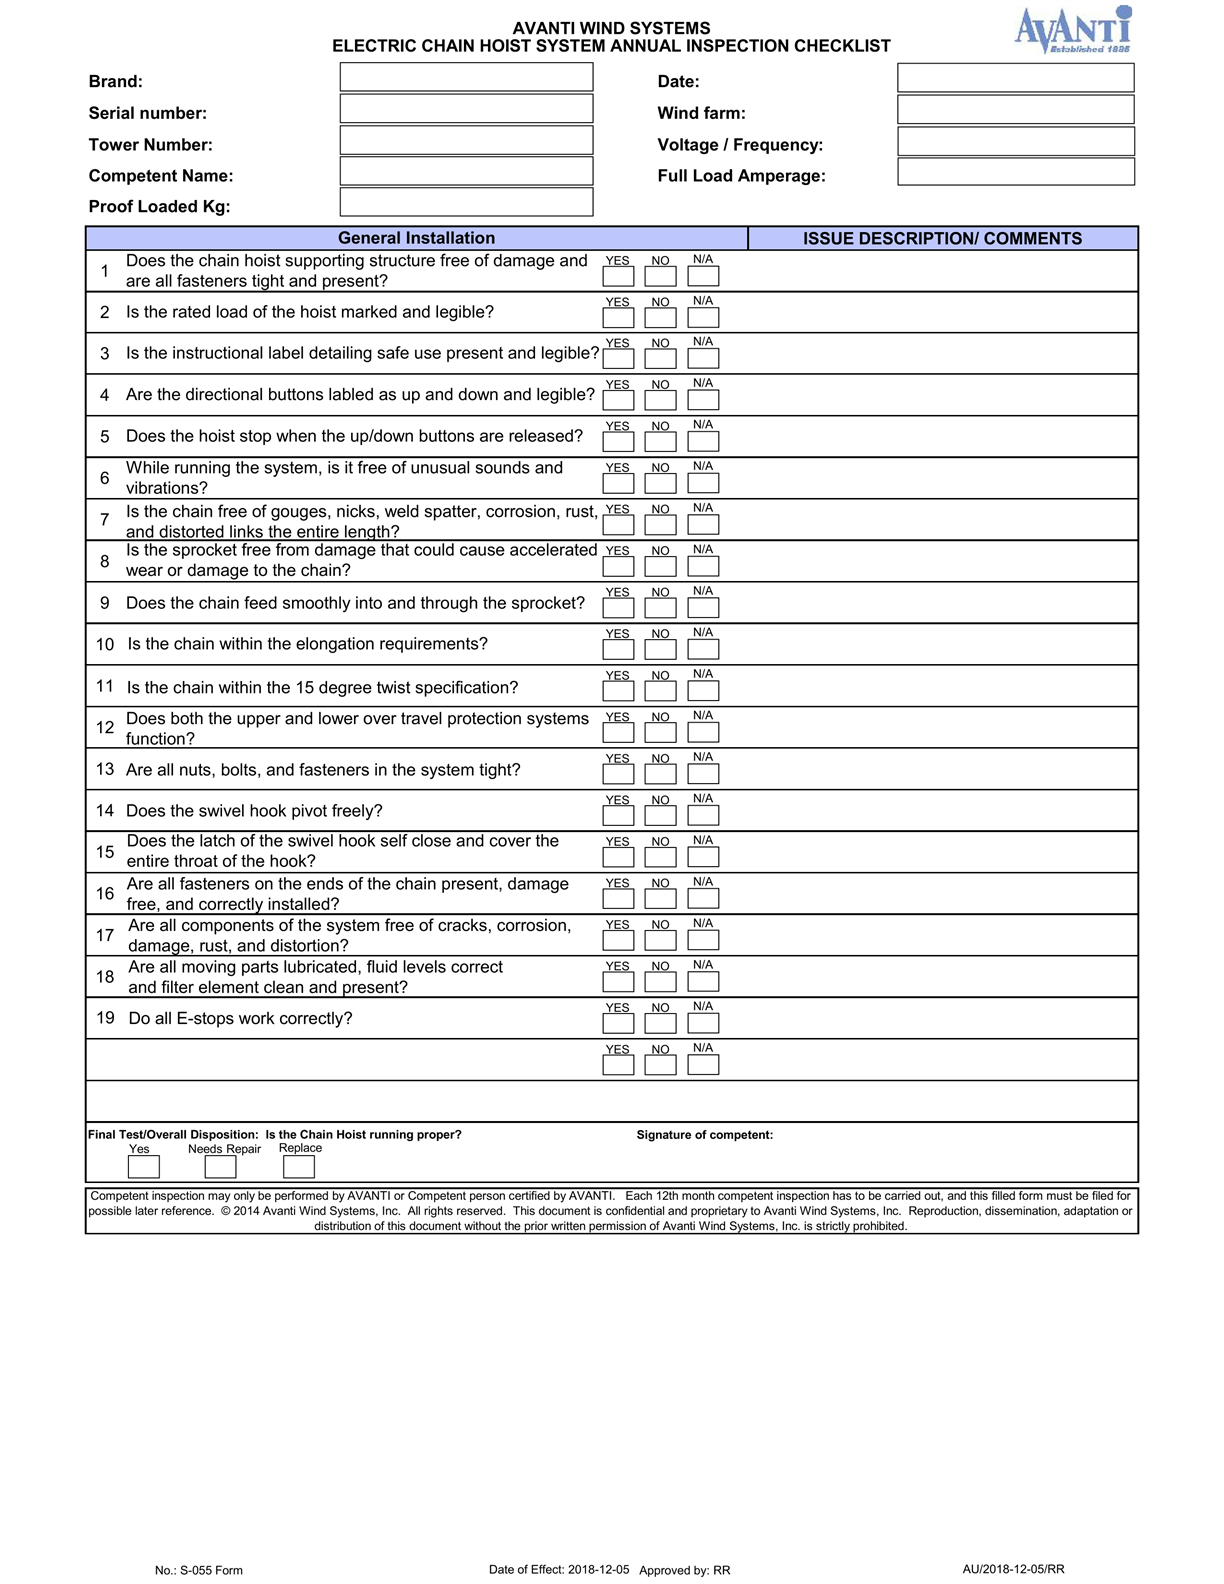 AVANTI WIND SYSTEMS
ELECTRIC CHAIN HOIST SYSTEM ANNUAL INSPECTION CHECKLIST
AVANTI
Established 1885
Brand:
Date:
Serial number:
Wind farm:
Tower Number:
Voltage / Frequency:
Competent Name:
Full Load Amperage:
Proof Loaded Kg:
General Installation
ISSUE DESCRIPTION/ COMMENTS
1 Does the chain hoist supporting structure free of damage and YES NO N/A
are all fasteners tight and present?
2 Is the rated load of the hoist marked and legible? YES NO N/A
3 Is the instructional label detailing safe use present and legible? YES NO N/A
4 Are the directional buttons labled as up and down and legible? YES NO N/A
5 Does the hoist stop when the up/down buttons are released? YES NO N/A
6 While running the system, is it free of unusual sounds and YES NO N/A
vibrations?
7 Is the chain free of gouges, nicks, weld spatter, corrosion, rust, YES NO N/A
and distorted links the entire length?
8 Is the sprocket free from damage that could cause accelerated YES NO N/A
wear or damage to the chain?
9 Does the chain feed smoothly into and through the sprocket? YES NO N/A
10 Is the chain within the elongation requirements? YES NO N/A
11 Is the chain within the 15 degree twist specification? YES NO N/A
12 Does both the upper and lower over travel protection systems YES NO N/A
function?
13 Are all nuts, bolts, and fasteners in the system tight? YES NO N/A
14 Does the swivel hook pivot freely? YES NO N/A
15 Does the latch of the swivel hook self close and cover the YES NO N/A
entire throat of the hook?
16 Are all fasteners on the ends of the chain present, damage YES NO N/A
free, and correctly installed?
17 Are all components of the system free of cracks, corrosion, YES NO N/A
damage, rust, and distortion?
18 Are all moving parts lubricated, fluid levels correct YES NO N/A
and filter element clean and present?
19 Do all E-stops work correctly? YES NO N/A
YES NO N/A
Final Test/Overall Disposition: Is the Chain Hoist running proper?
Signature of competent:
Yes Needs Repair Replace
Competent inspection may only be performed by AVANTI or Competent person certified by AVANTI. Each 12th month competent inspection has to be carried out, and this filled form must be filed for
possible later reference. © 2014 Avanti Wind Systems, Inc. All rights reserved. This document is confidential and proprietary to Avanti Wind Systems, Inc. Reproduction, dissemination, adaptation or
distribution of this document without the prior written permission of Avanti Wind Systems, Inc. is strictly prohibited.
No.: S-055 Form
Date of Effect: 2018-12-05 Approved by: RR
AU/2018-12-05/RR